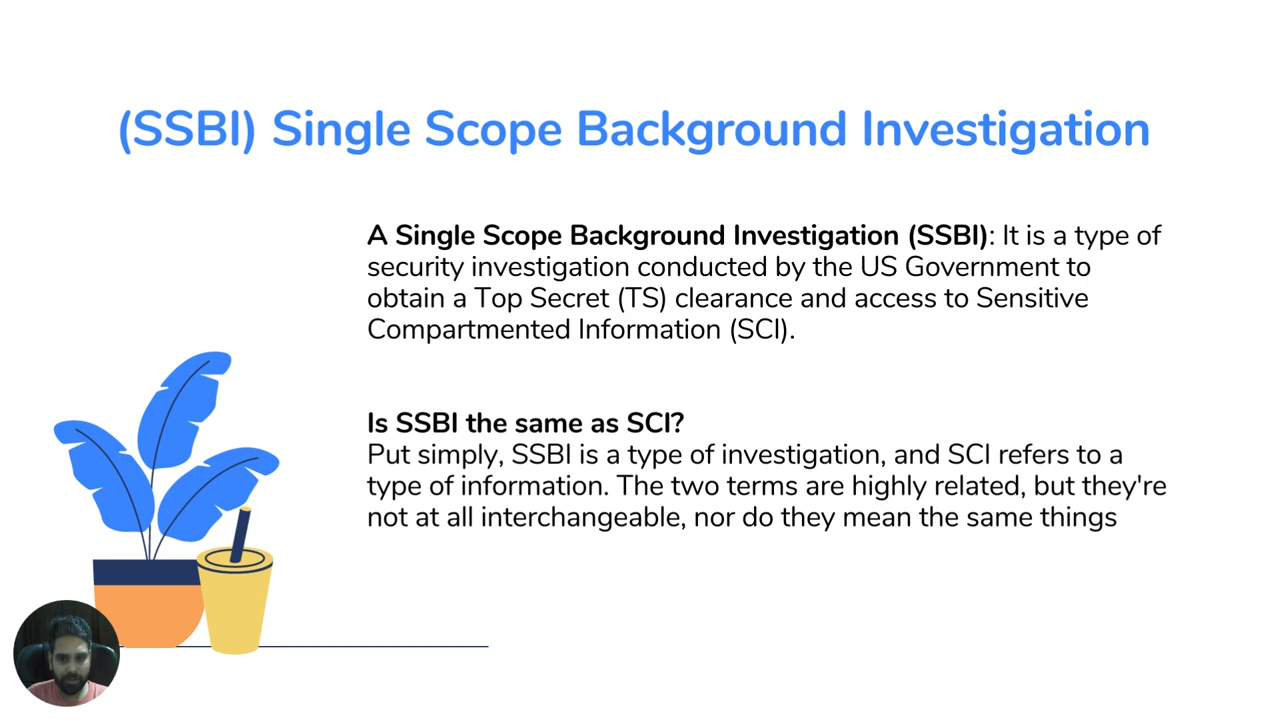 (SSBI) Single Scope Background Investigation
A Single Scope Background Investigation (SSBI): It is a type of
security investigation conducted by the US Government to
obtain a Top Secret (TS) clearance and access to Sensitive
Compartmented Information (SCI).
Is SSBI the same as SCI?
Put simply, SSBI is a type of investigation, and SCI refers to a
type of information. The two terms are highly related, but they're
not at all interchangeable, nor do they mean the same things